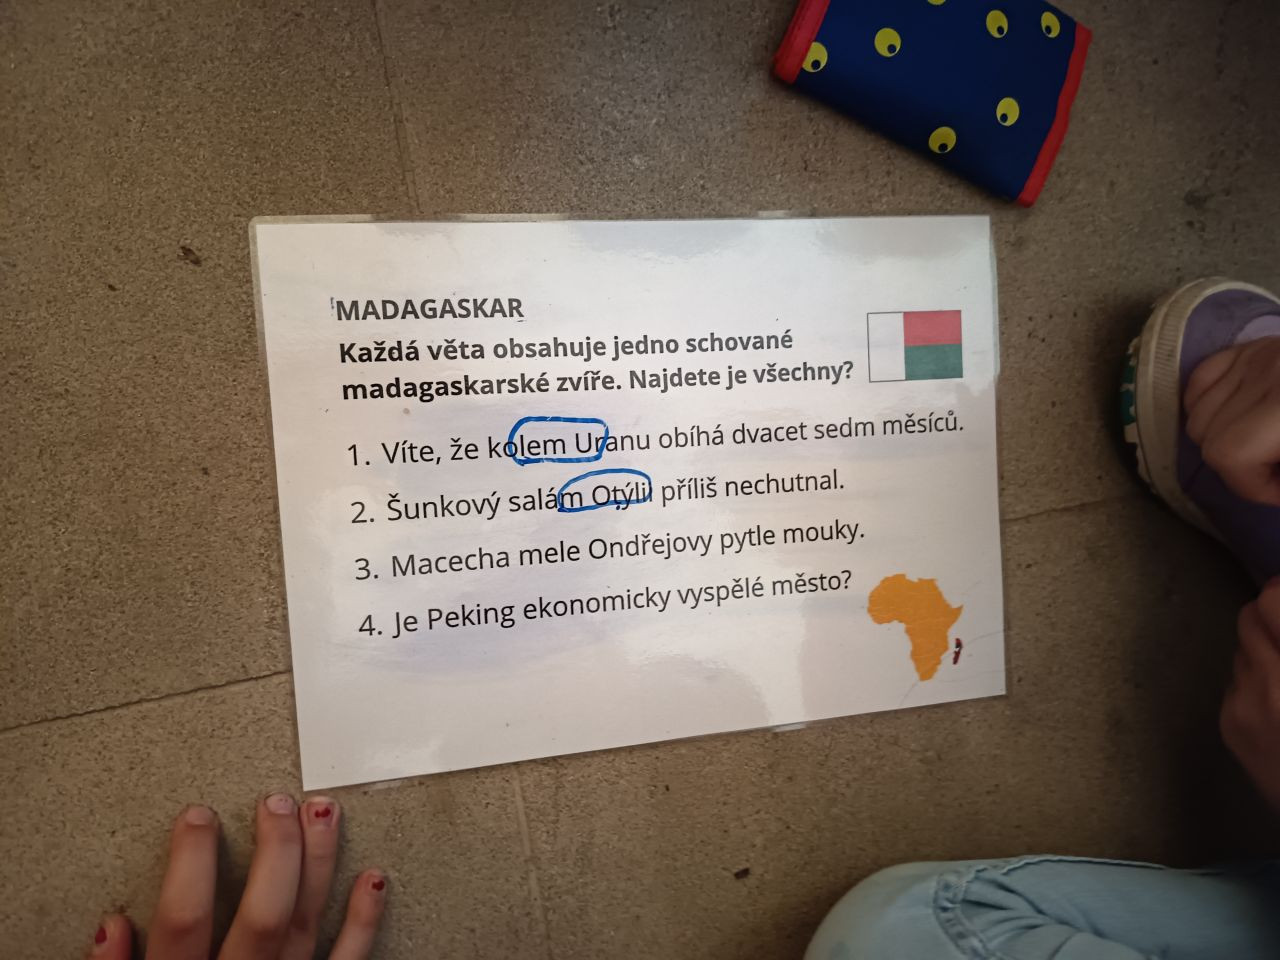 MADAGASKAR
Každá věta obsahuje jedno schované
madagaskarské zvíře. Najdete je všechny?
1. Víte, že kolem Uranu obíhá dvacet sedm měsíců.
2. Šunkový salám Otýlii příliš nechutnal.
3. Macecha mele Ondřejovy pytle mouky.
4. Je Peking ekonomicky vyspělé město?